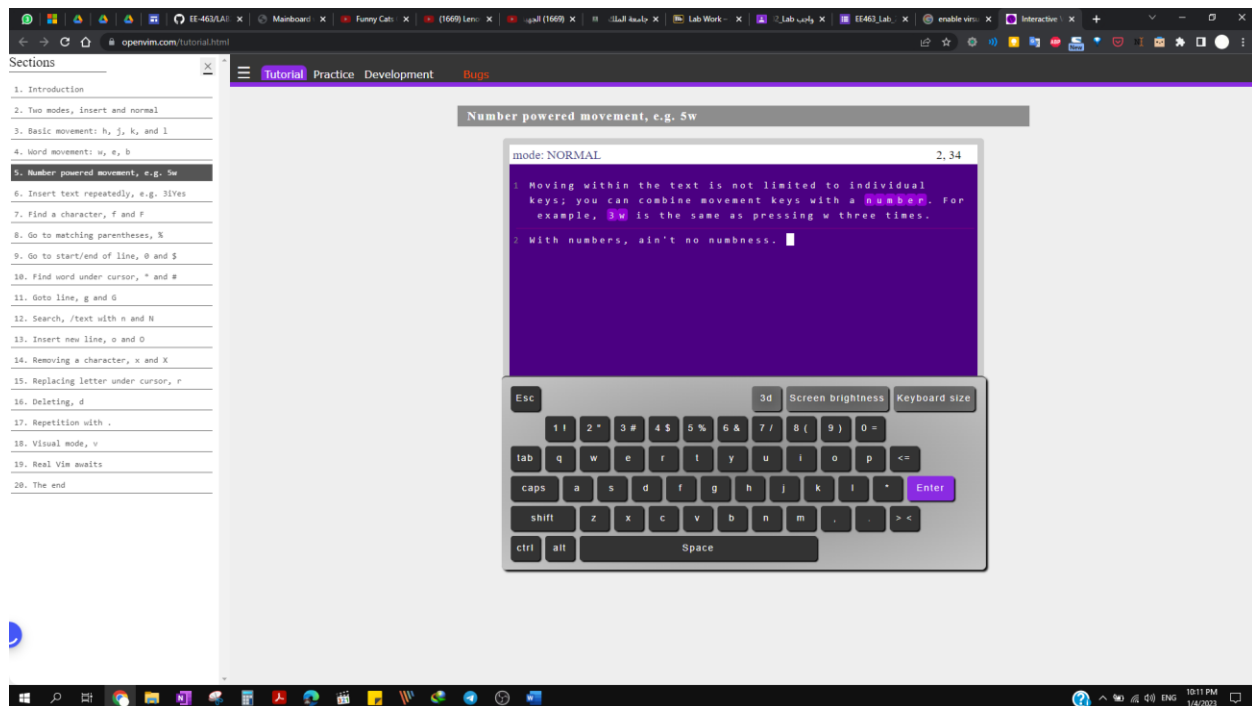 EE-463/LAB
Mainboard
Funny Cats
(1669) Leno
(1669) الجهـ
جامعة الملك
Lab Work –
واجب Lab_2
EE463_Lab_
enable virtu
Interactive V
openvim.com/tutorial.html
Sections
Tutorial Practice Development Bugs
1. Introduction
2. Two modes, insert and normal
3. Basic movement: h, j, k, and l
4. Word movement: w, e, b
5. Number powered movement, e.g. 5w
6. Insert text repeatedly, e.g. 3iYes
7. Find a character, f and F
8. Go to matching parentheses, %
9. Go to start/end of line, 0 and $
10. Find word under cursor, * and #
11. Goto line, g and G
12. Search, /text with n and N
13. Insert new line, o and O
14. Removing a character, x and X
15. Replacing letter under cursor, r
16. Deleting, d
17. Repetition with .
18. Visual mode, v
19. Real Vim awaits
20. The end
Number powered movement, e.g. 5w
mode: NORMAL 2, 34
1 Moving within the text is not limited to individual
keys; you can combine movement keys with a number. For
example, 3w is the same as pressing w three times.
2 With numbers, ain't no numbness.
Esc 3d Screen brightness Keyboard size
1 ! 2 " 3 # 4 $ 5 % 6 & 7 / 8 ( 9 ) 0 =
tab q w e r t y u i o p <=
caps a s d f g h j k l * Enter
shift z x c v b n m , . > <
ctrl alt Space
New
ENG
10:11 PM
1/4/2023